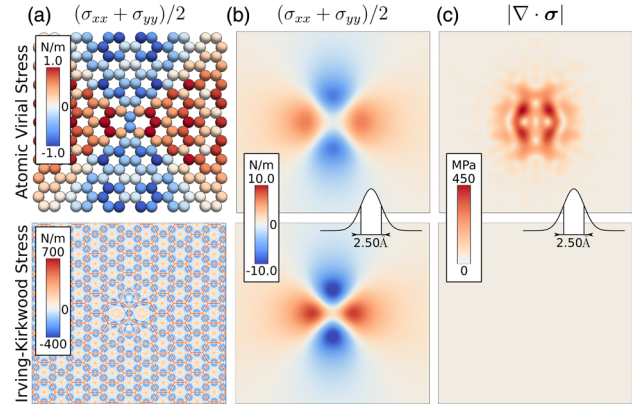 (a) (σxx + σyy)/2
(b) (σxx + σyy)/2
(c) |∇ · σ|
Atomic Virial Stress
N/m
1.0
0
-1.0
N/m
10.0
0
-10.0
2.50Å
MPa
450
0
2.50Å
Irving-Kirkwood Stress
N/m
700
0
-400